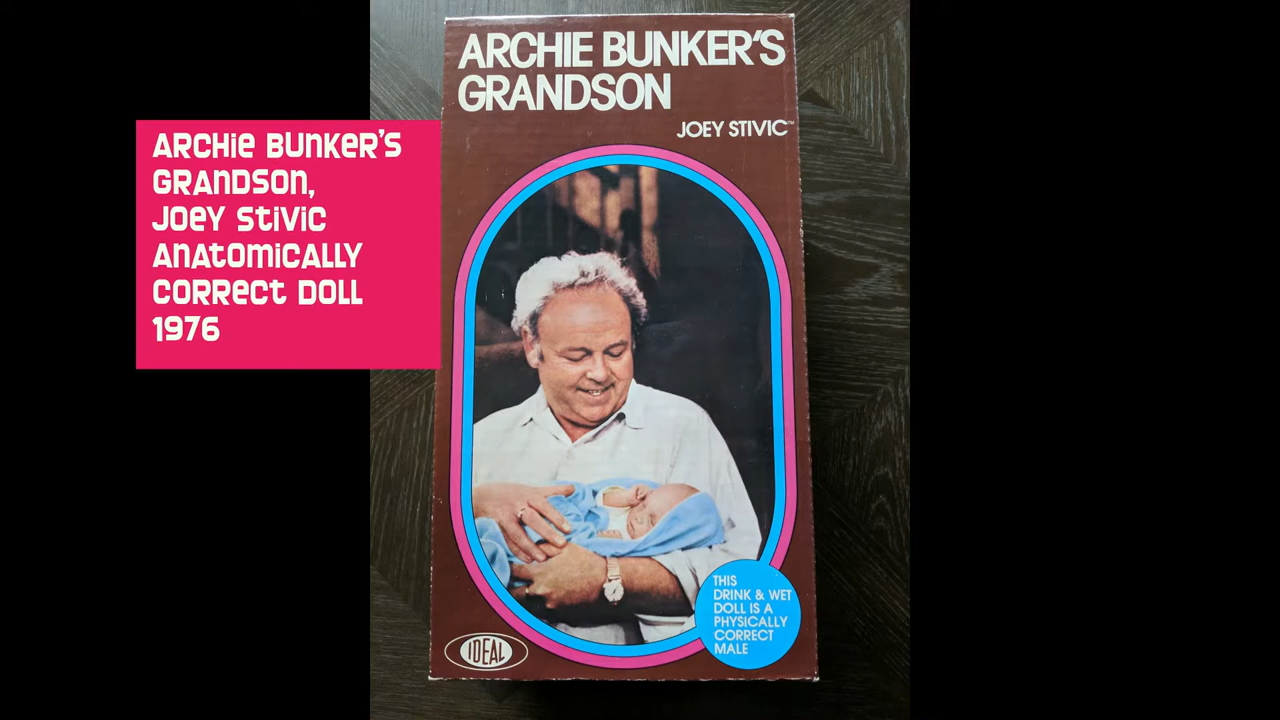 ARCHIE BUNKER'S
GRANDSON,
JOEY STIVIC
ANATOMICALLY
CORRECT DOLL
1976
ARCHIE BUNKER'S
GRANDSON
JOEY STIVIC™
THIS
DRINK & WET
DOLL IS A
PHYSICALLY
CORRECT
MALE
IDEAL